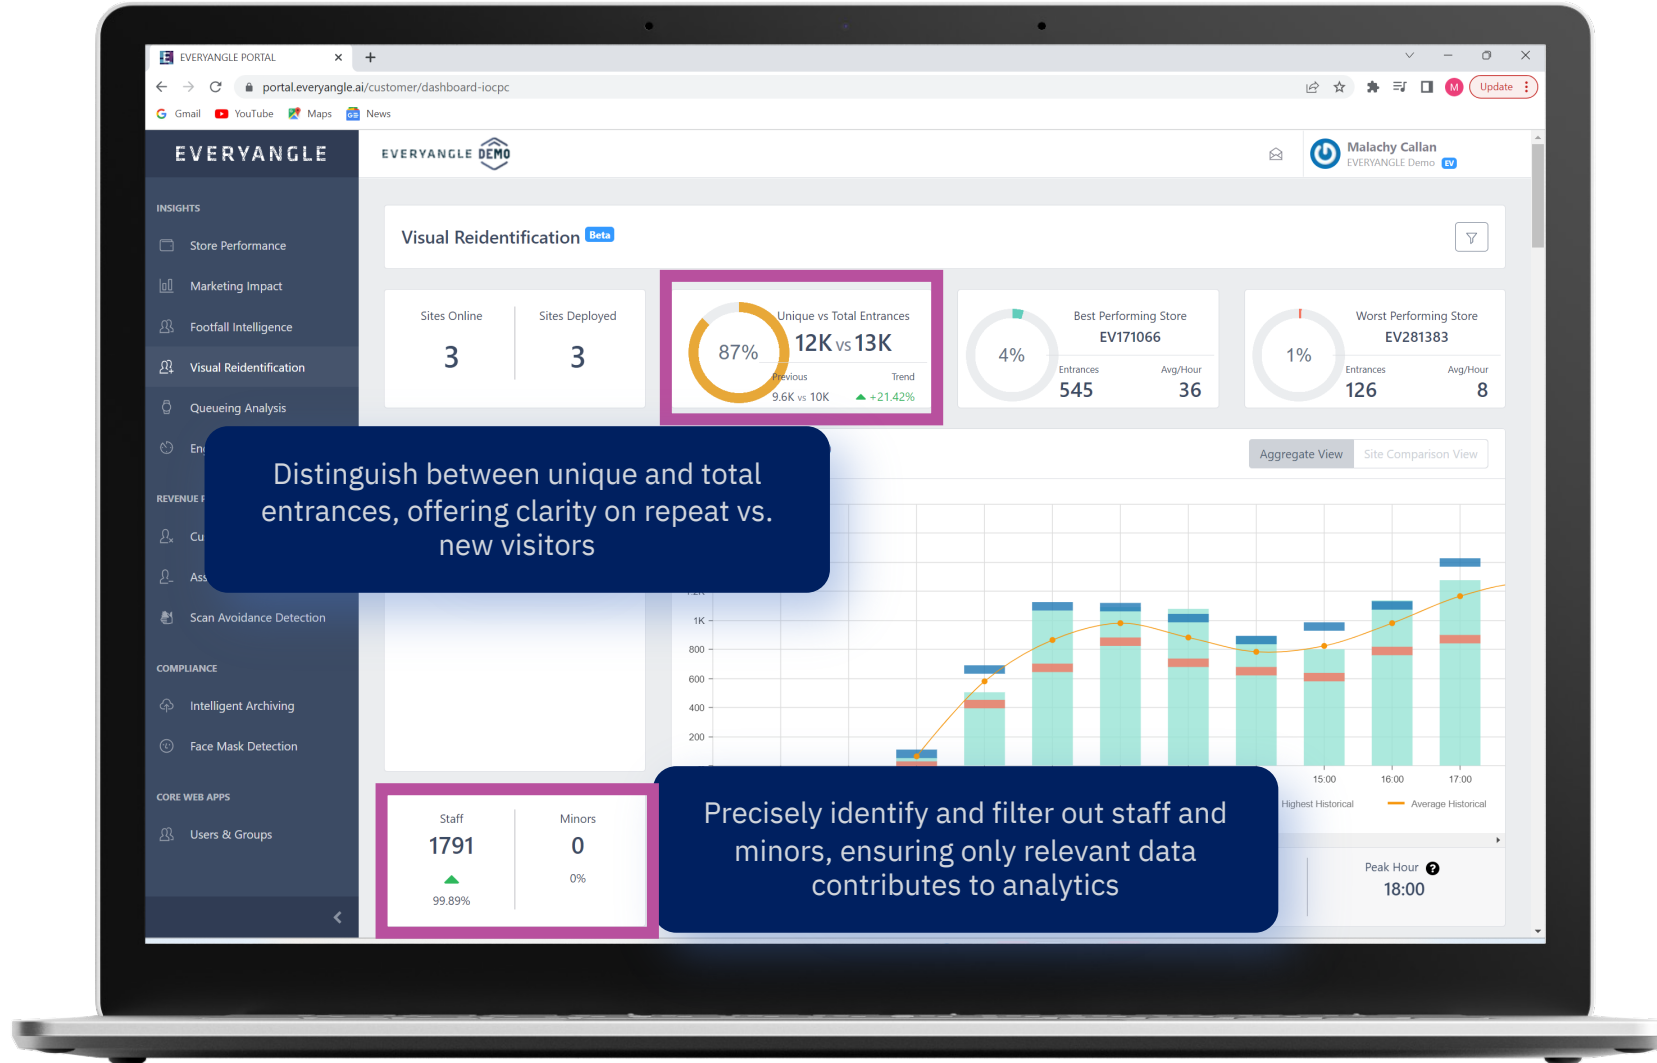 EVERYANGLE PORTAL
portal.everyangle.ai/customer/dashboard-iocpc
Update
Gmail
YouTube
Maps
News
EVERYANGLE
EVERYANGLE DEMO
Malachy Callan
EVERYANGLE Demo EV
INSIGHTS
Store Performance
Marketing Impact
Footfall Intelligence
Visual Reidentification
Queueing Analysis
REVENUE
Scan Avoidance Detection
COMPLIANCE
Intelligent Archiving
Face Mask Detection
CORE WEB APPS
Users & Groups
Visual Reidentification Beta
Sites Online
3
Sites Deployed
3
87%
Unique vs Total Entrances
12K vs 13K
Previous
Trend
9.6K vs 10K
+21.42%
4%
Best Performing Store
EV171066
Entrances
Avg/Hour
545
36
1%
Worst Performing Store
EV281383
Entrances
Avg/Hour
126
8
Distinguish between unique and total
entrances, offering clarity on repeat vs.
new visitors
Aggregate View
Site Comparison View
1K
800
600
400
200
15:00
16:00
17:00
Highest Historical
Average Historical
Staff
1791
99.89%
Minors
0
0%
Precisely identify and filter out staff and
minors, ensuring only relevant data
contributes to analytics
Peak Hour ?
18:00